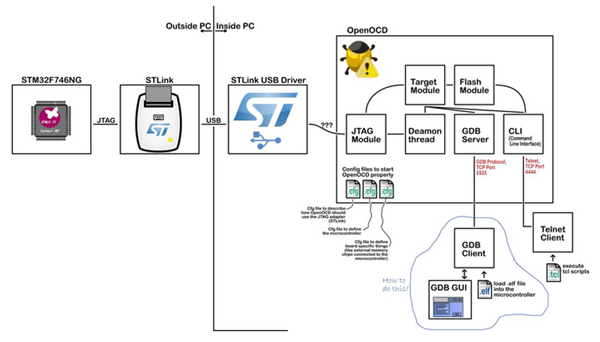 Outside PC
Inside PC
OpenOCD
STM32F746NG
STLink
STLink USB Driver
JTAG
USB
???
Target
Module
Flash
Module
JTAG
Module
Deamon
thread
GDB
Server
CLI
(Command
Line Interface)
Config files to start
OpenOCD properly
GDB Protocol,
TCP Port
3333
Telnet,
TCP Port
4444
.cfg
.cfg
.cfg
Cfg file to describe
how OpenOCD should
use the JTAG adapter
(STLink)
Cfg file to define
the microcontroller
Cfg file to define
board specific things
(like external memory
chips connected to the
microcontroller)
GDB
Client
Telnet
Client
.tcl
execute
tcl scripts
How to
do this?
GDB GUI
.elf
load .elf file
into the
microcontroller